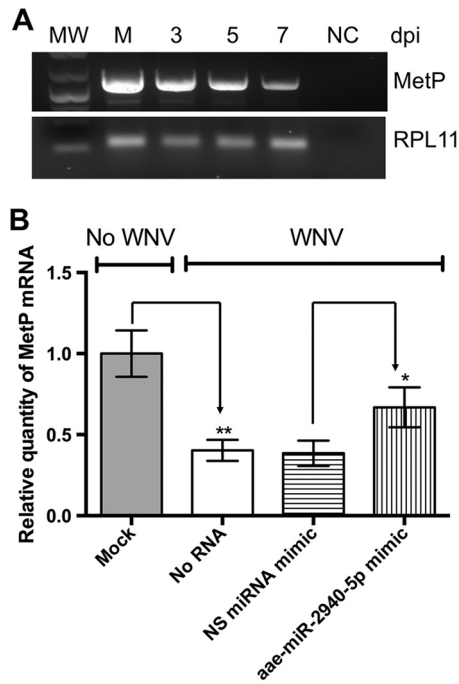 A
MW M 3 5 7 NC dpi
MetP
RPL11
B
No WNV WNV
Relative quantity of MetP mRNA
1.5
1.0
0.5
0.0
**
*
Mock
No RNA
NS miRNA mimic
aae-miR-2940-5p mimic